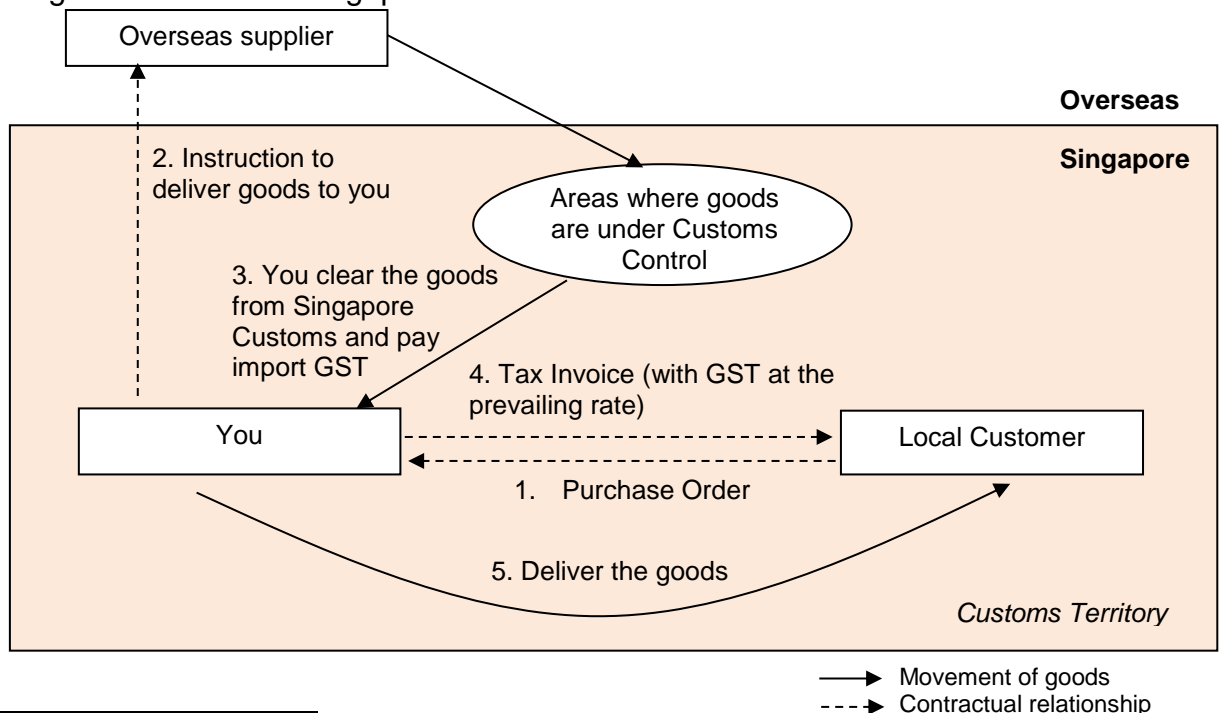 Overseas supplier
Overseas
Singapore
2. Instruction to
deliver goods to you
Areas where goods
are under Customs
Control
3. You clear the goods
from Singapore
Customs and pay
import GST
4. Tax Invoice (with GST at the
prevailing rate)
You
Local Customer
1. Purchase Order
5. Deliver the goods
Customs Territory
Movement of goods
Contractual relationship